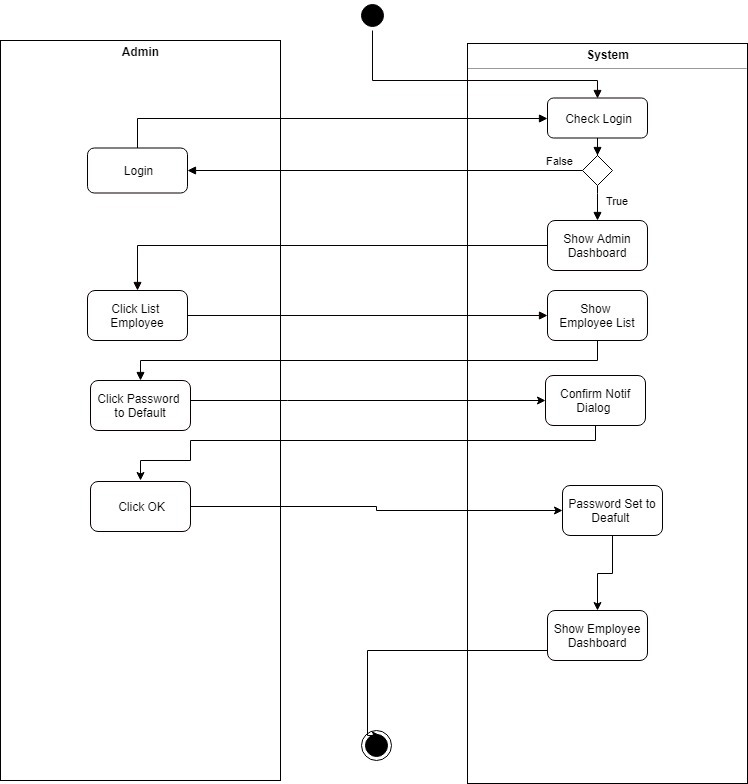 Admin
System
Check Login
False
Login
True
Show Admin
Dashboard
Click List
Employee
Show
Employee List
Click Password
to Default
Confirm Notif
Dialog
Click OK
Password Set to
Deafult
Show Employee
Dashboard